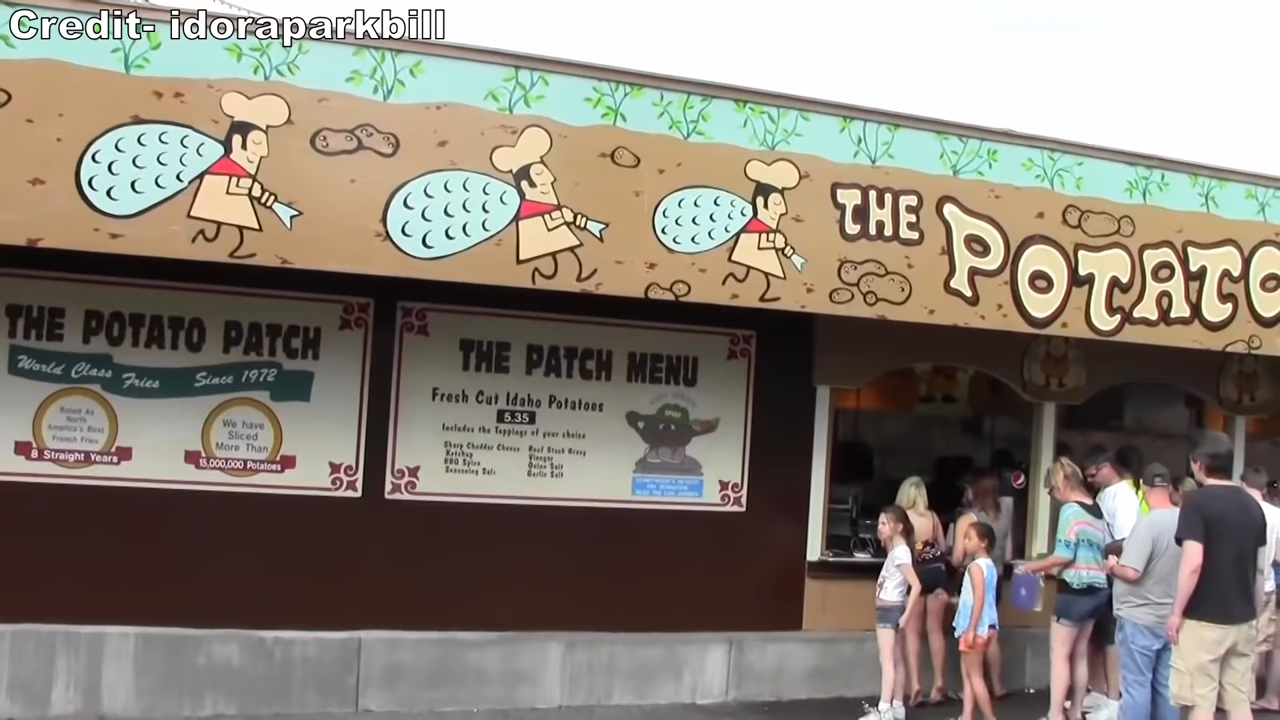 Credit- idoraparkbill
THE POTATO
THE POTATO PATCH
World Class Fries Since 1972
Rated As
North
America's Best
French Fries
8 Straight Years
We have
Sliced
More Than
15,000,000 Potatoes
THE PATCH MENU
Fresh Cut Idaho Potatoes
5.35
Includes the Toppings of your choice
Sharp Cheddar Cheese
Ketchup
BBQ Spice
Seasoning Salt
Beef Steak Gravy
Vinegar
Onion Salt
Garlic Salt